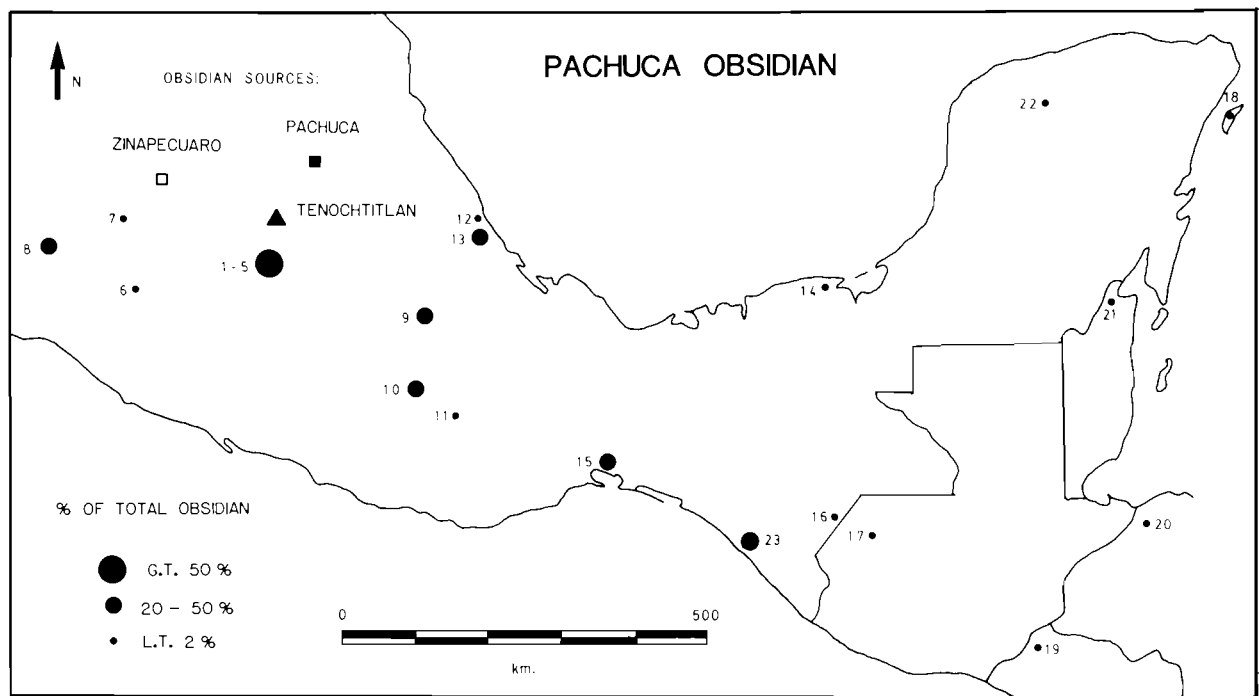 PACHUCA OBSIDIAN
N
OBSIDIAN SOURCES:
PACHUCA
ZINAPECUARO
TENOCHTITLAN
22
18
7
12
8
13
1-5
6
14
21
9
10
11
15
16
20
17
23
19
% OF TOTAL OBSIDIAN
G.T. 50 %
20 - 50 %
L.T. 2 %
0 500
km.